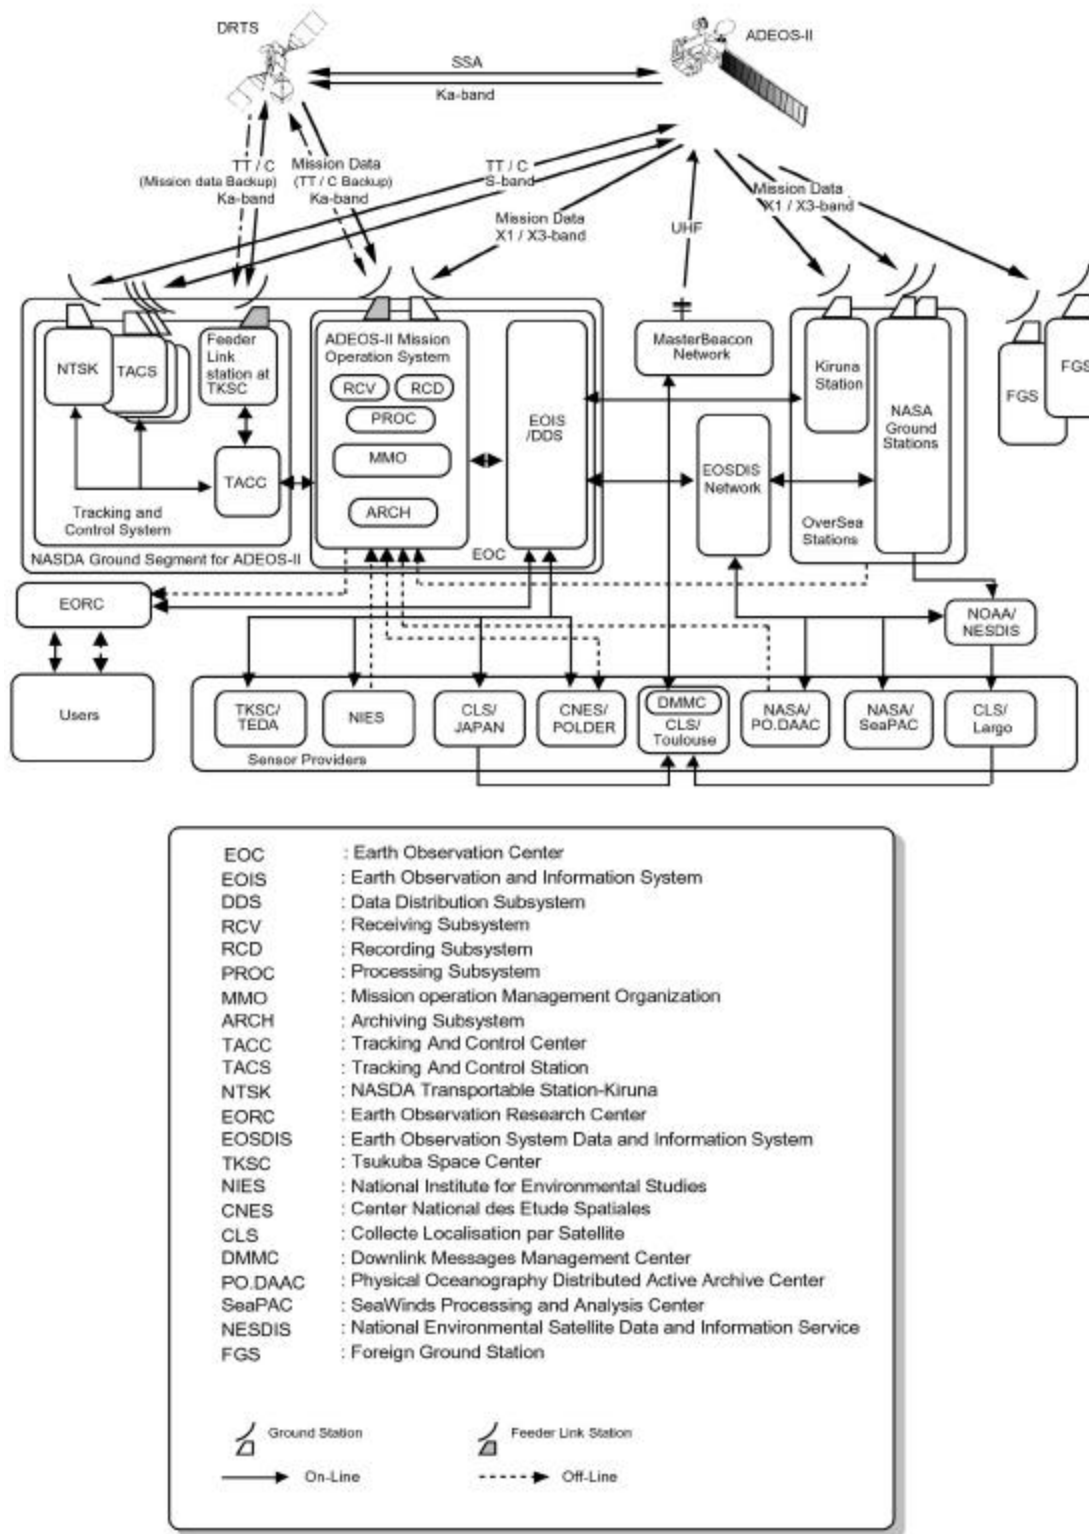 DRTS
ADEOS-II
SSA
Ka-band
TT / C
(Mission data Backup)
Ka-band
Mission Data
(TT / C Backup)
Ka-band
TT / C
S-band
Mission Data
X1 / X3-band
UHF
Mission Data
X1 / X3-band
NTSK
TACS
Feeder
Link
station at
TKSC
TACC
Tracking and
Control System
NASDA Ground Segment for ADEOS-II
ADEOS-II Mission
Operation System
RCV
RCD
PROC
MMO
ARCH
EOIS
/DDS
EOC
MasterBeacon
Network
EOSDIS
Network
Kiruna
Station
NASA
Ground
Stations
OverSea
Stations
FGS
FGS
EORC
Users
NOAA/
NESDIS
TKSC/
TEDA
NIES
CLS/
JAPAN
CNES/
POLDER
DMMC
CLS/
Toulouse
NASA/
PO.DAAC
NASA/
SeaPAC
CLS/
Largo
Sensor Providers
EOC : Earth Observation Center
EOIS : Earth Observation and Information System
DDS : Data Distribution Subsystem
RCV : Receiving Subsystem
RCD : Recording Subsystem
PROC : Processing Subsystem
MMO : Mission operation Management Organization
ARCH : Archiving Subsystem
TACC : Tracking And Control Center
TACS : Tracking And Control Station
NTSK : NASDA Transportable Station-Kiruna
EORC : Earth Observation Research Center
EOSDIS : Earth Observation System Data and Information System
TKSC : Tsukuba Space Center
NIES : National Institute for Environmental Studies
CNES : Center National des Etude Spatiales
CLS : Collecte Localisation par Satellite
DMMC : Downlink Messages Management Center
PO.DAAC : Physical Oceanography Distributed Active Archive Center
SeaPAC : SeaWinds Processing and Analysis Center
NESDIS : National Environmental Satellite Data and Information Service
FGS : Foreign Ground Station
Ground Station
Feeder Link Station
On-Line
Off-Line